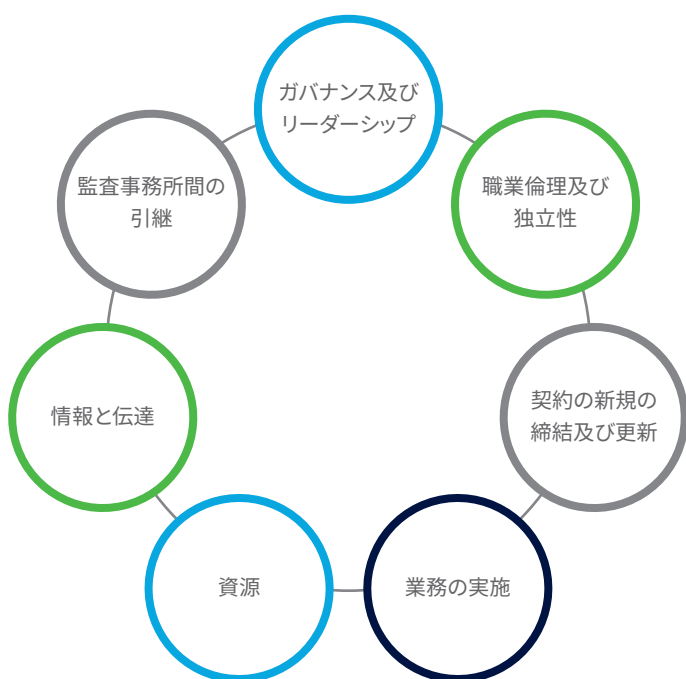 ガバナンス及び
リーダーシップ
職業倫理及び
独立性
契約の新規の
締結及び更新
業務の実施
資源
情報と伝達
監査事務所間の
引継